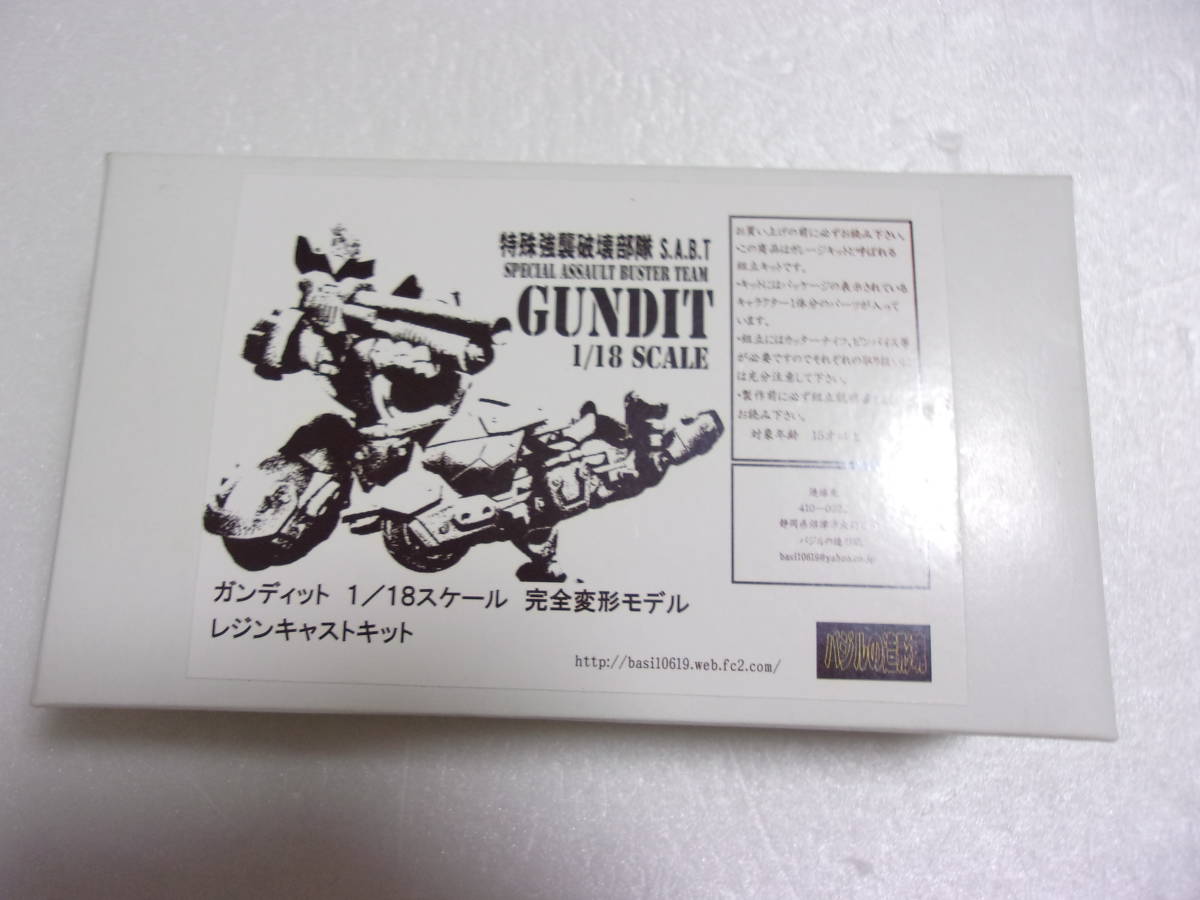 特殊強襲破壊部隊 S.A.B.T
SPECIAL ASSAULT BUSTER TEAM
GUNDIT
1/18 SCALE
お買い上げの前に必ずお読み下さい。
・この商品はガレージキットと呼ばれる
組立キットです。
・キットにはパッケージの表示されている
キャラクター1体分のパーツが入って
います。
・組立にはカッターナイフ、ピンバイス等
が必要ですのでそれぞれの取り扱いに
は充分注意して下さい。
・製作前に必ず組立説明書
お読み下さい。
対象年齢 15才以上
連絡先
410-
静岡県沼津市
バジルの造形魂
basil0619@yahoo.co.jp
ガンディット 1/18スケール 完全変形モデル
レジンキャストキット
http://basil0619.web.fc2.com/
バジルの造形魂